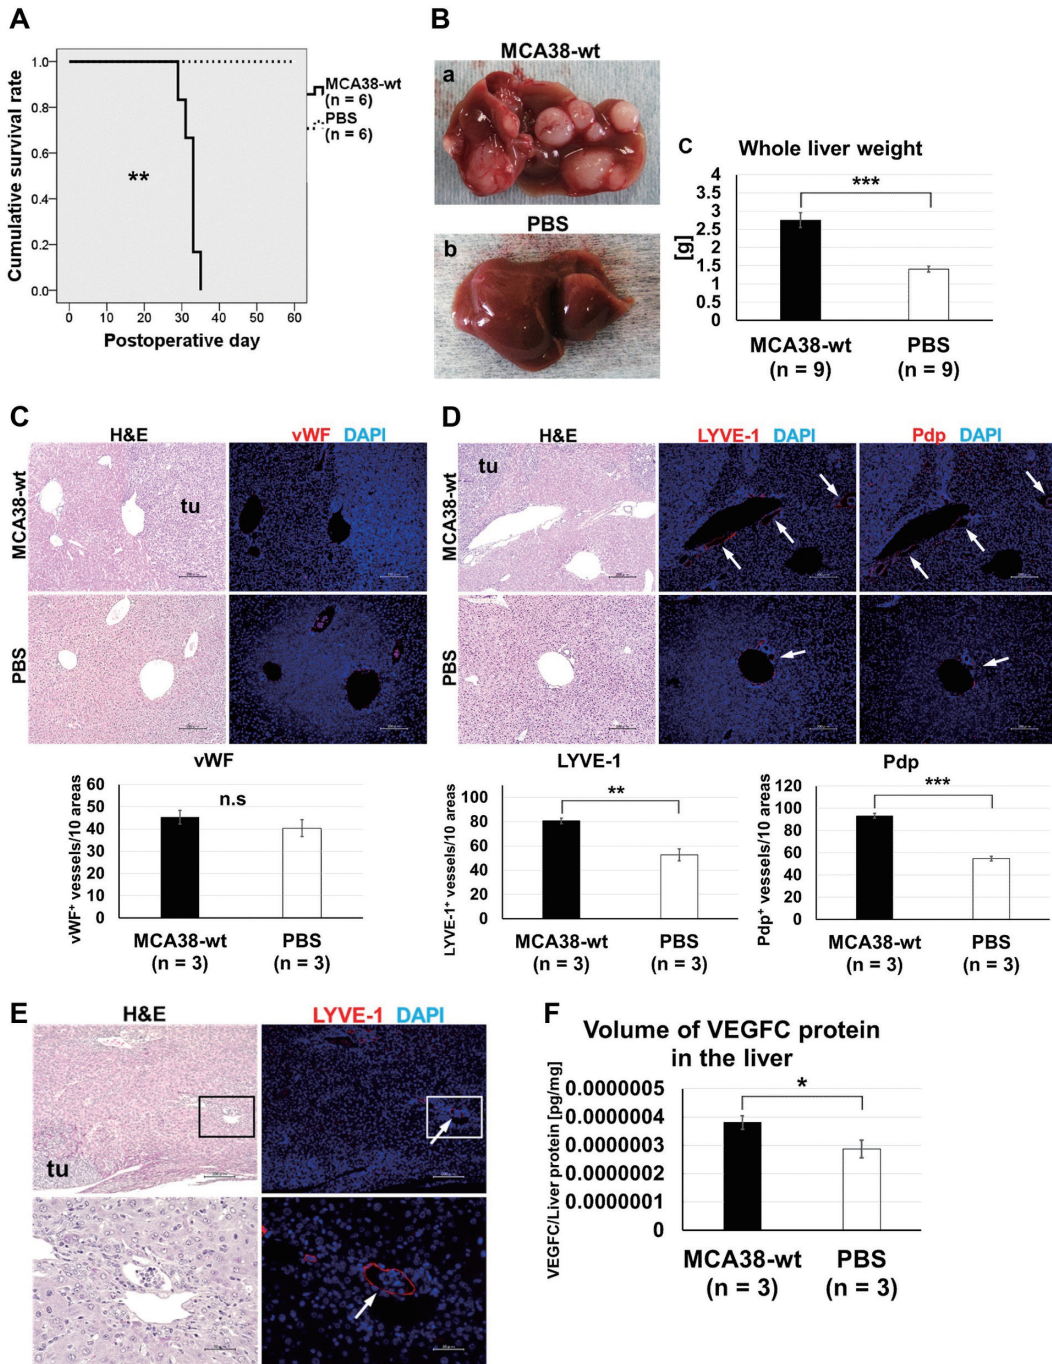 A
Cumulative survival rate
1.0
0.8
0.6
0.4
0.2
0.0
**
0 10 20 30 40 50 60
Postoperative day
MCA38-wt
(n = 6)
PBS
(n = 6)
B
MCA38-wt
a
PBS
b
C
Whole liver weight
[g]
4
3.5
3
2.5
2
1.5
1
0.5
0
***
MCA38-wt PBS
(n = 9) (n = 9)
C
H&E vWF DAPI
MCA38-wt
tu
PBS
vWF
vWF+ vessels/10 areas
60
50
40
30
20
10
0
n.s
MCA38-wt PBS
(n = 3) (n = 3)
D
H&E LYVE-1 DAPI Pdp DAPI
MCA38-wt
tu
PBS
LYVE-1
LYVE-1+ vessels/10 areas
100
80
60
40
20
0
**
MCA38-wt PBS
(n = 3) (n = 3)
Pdp
Pdp+ vessels/10 areas
120
100
80
60
40
20
0
***
MCA38-wt PBS
(n = 3) (n = 3)
E
H&E LYVE-1 DAPI
tu
F
Volume of VEGFC protein
in the liver
VEGFC/Liver protein [pg/mg]
0.0000005
0.0000004
0.0000003
0.0000002
0.0000001
0
*
MCA38-wt PBS
(n = 3) (n = 3)